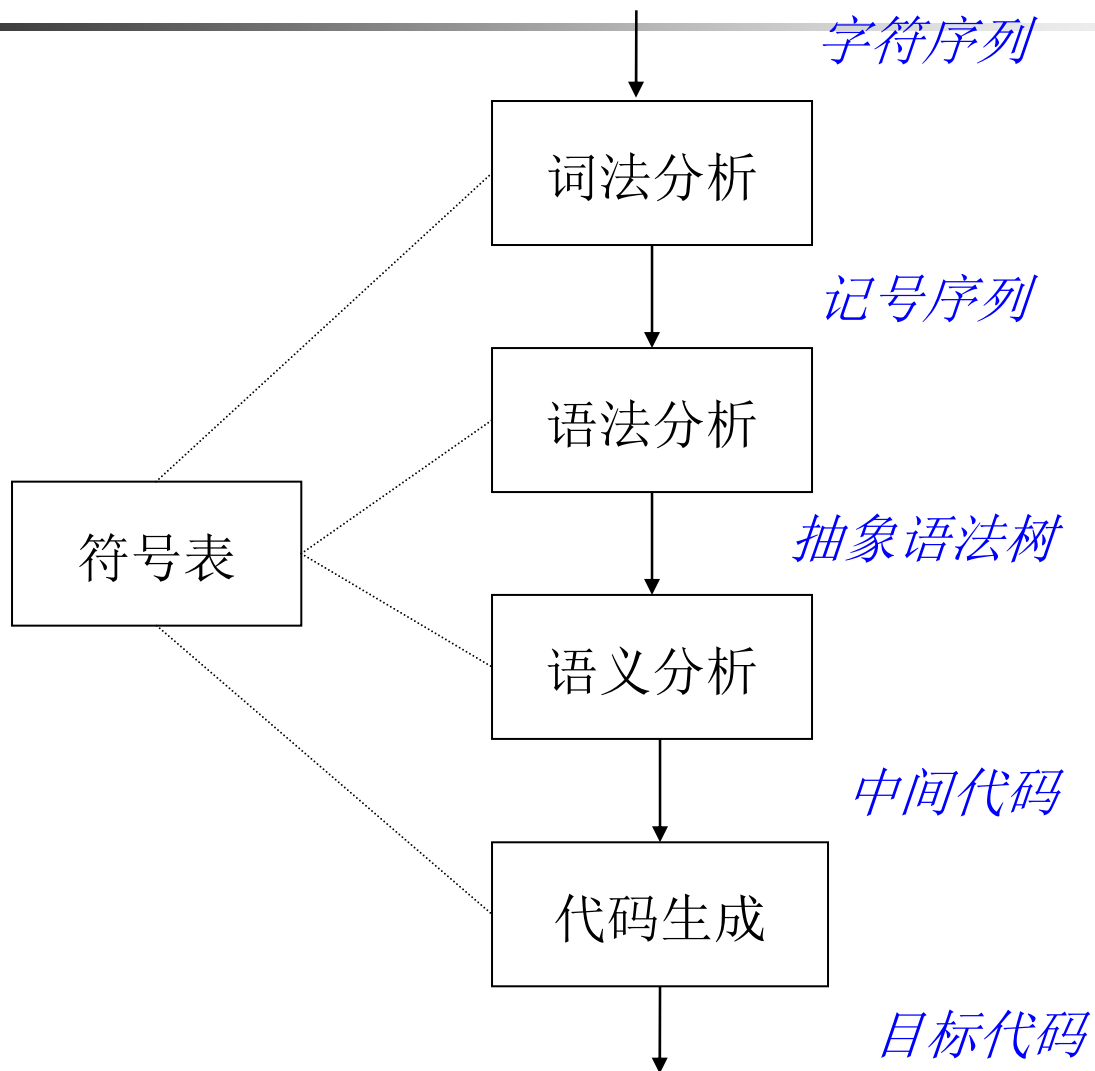 字符序列
词法分析
记号序列
语法分析
抽象语法树
符号表
语义分析
中间代码
代码生成
目标代码